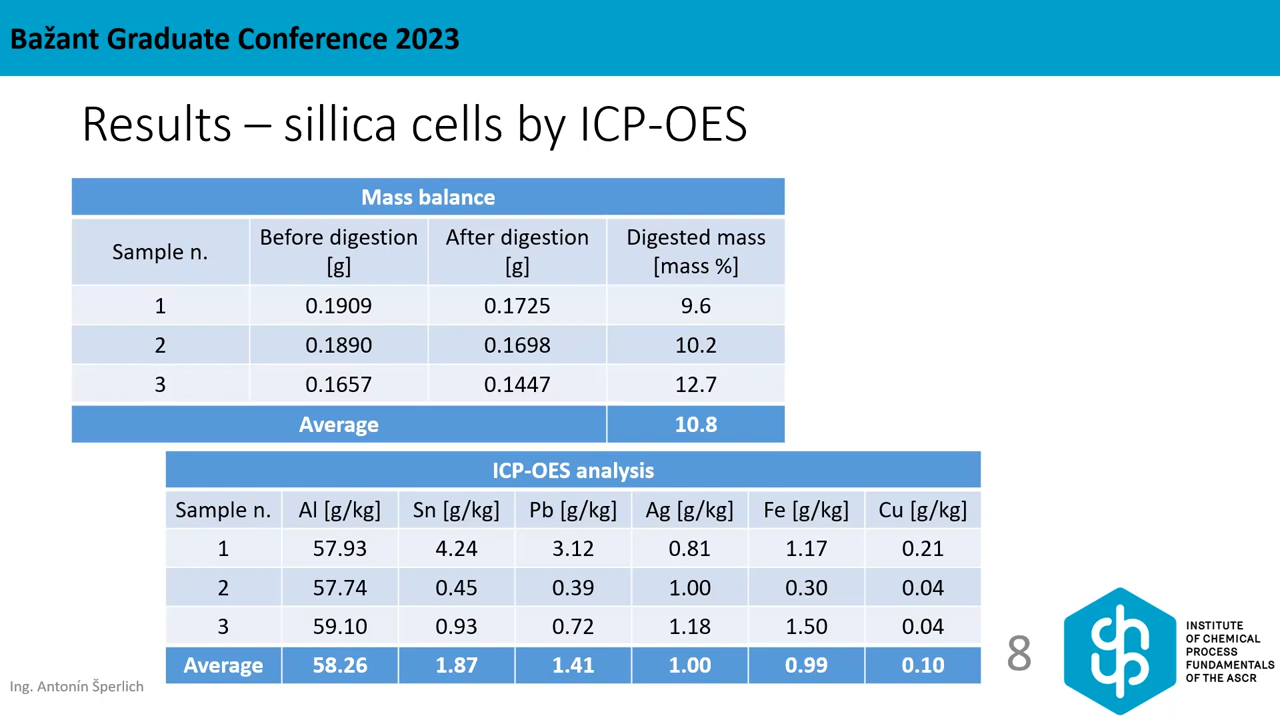 Bažant Graduate Conference 2023
Results – sillica cells by ICP-OES
Mass balance
Sample n. Before digestion [g] After digestion [g] Digested mass [mass %]
1 0.1909 0.1725 9.6
2 0.1890 0.1698 10.2
3 0.1657 0.1447 12.7
Average 10.8
ICP-OES analysis
Sample n. Al [g/kg] Sn [g/kg] Pb [g/kg] Ag [g/kg] Fe [g/kg] Cu [g/kg]
1 57.93 4.24 3.12 0.81 1.17 0.21
2 57.74 0.45 0.39 1.00 0.30 0.04
3 59.10 0.93 0.72 1.18 1.50 0.04
Average 58.26 1.87 1.41 1.00 0.99 0.10
Ing. Antonín Šperlich
8
INSTITUTE
OF CHEMICAL
PROCESS
FUNDAMENTALS
OF THE ASCR